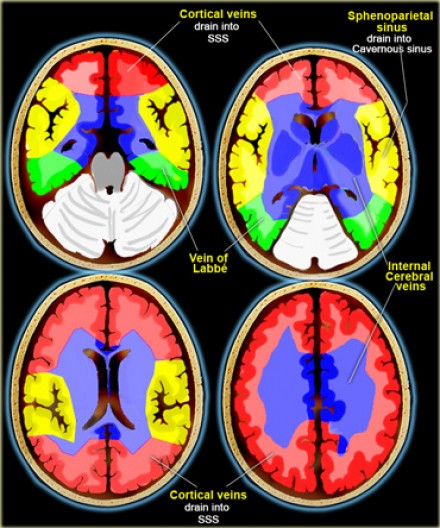 Cortical veins
drain into
SSS
Sphenoparietal
sinus
drain into
Cavernous sinus
Vein of
Labbé
Internal
Cerebral
veins
Cortical veins
drain into
SSS